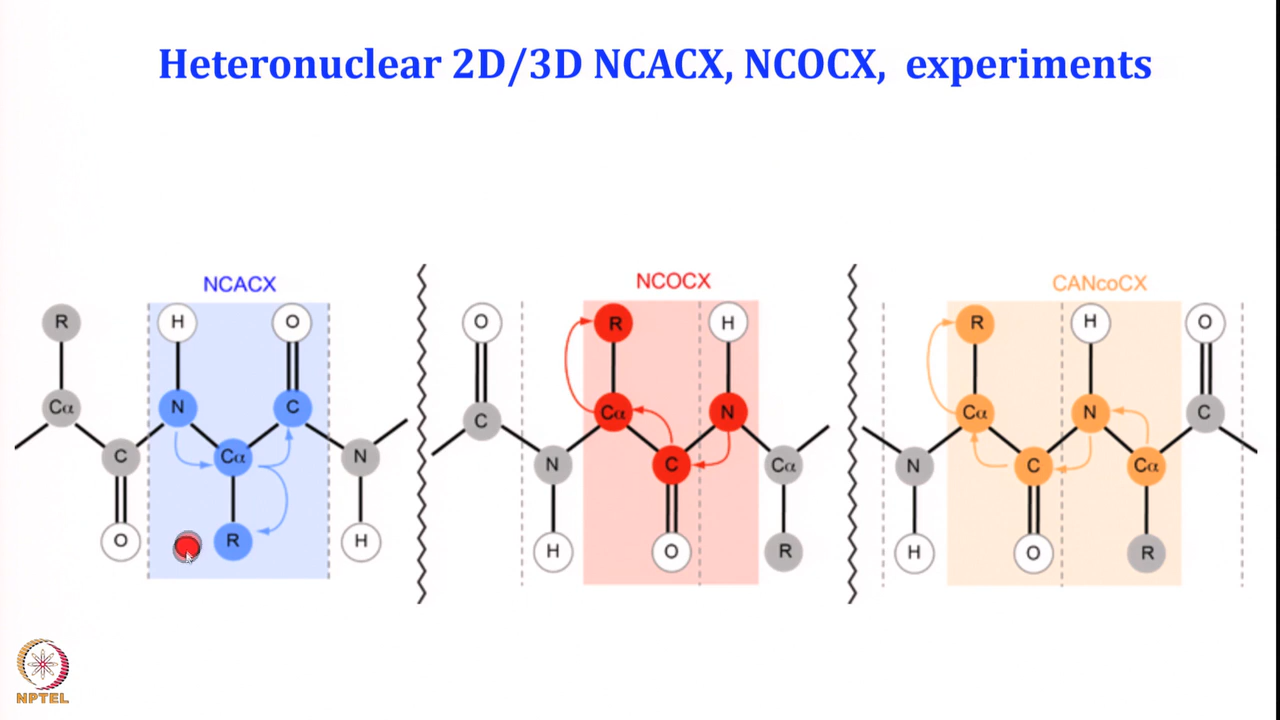 Heteronuclear 2D/3D NCACX, NCOCX, experiments
NCACX
R
H
O
Cα
N
C
C
Cα
N
O
R
H
NCOCX
O
R
H
C
Cα
N
N
C
Cα
H
O
R
CANcoCX
R
H
O
Cα
N
C
N
C
Cα
H
O
R
NPTEL